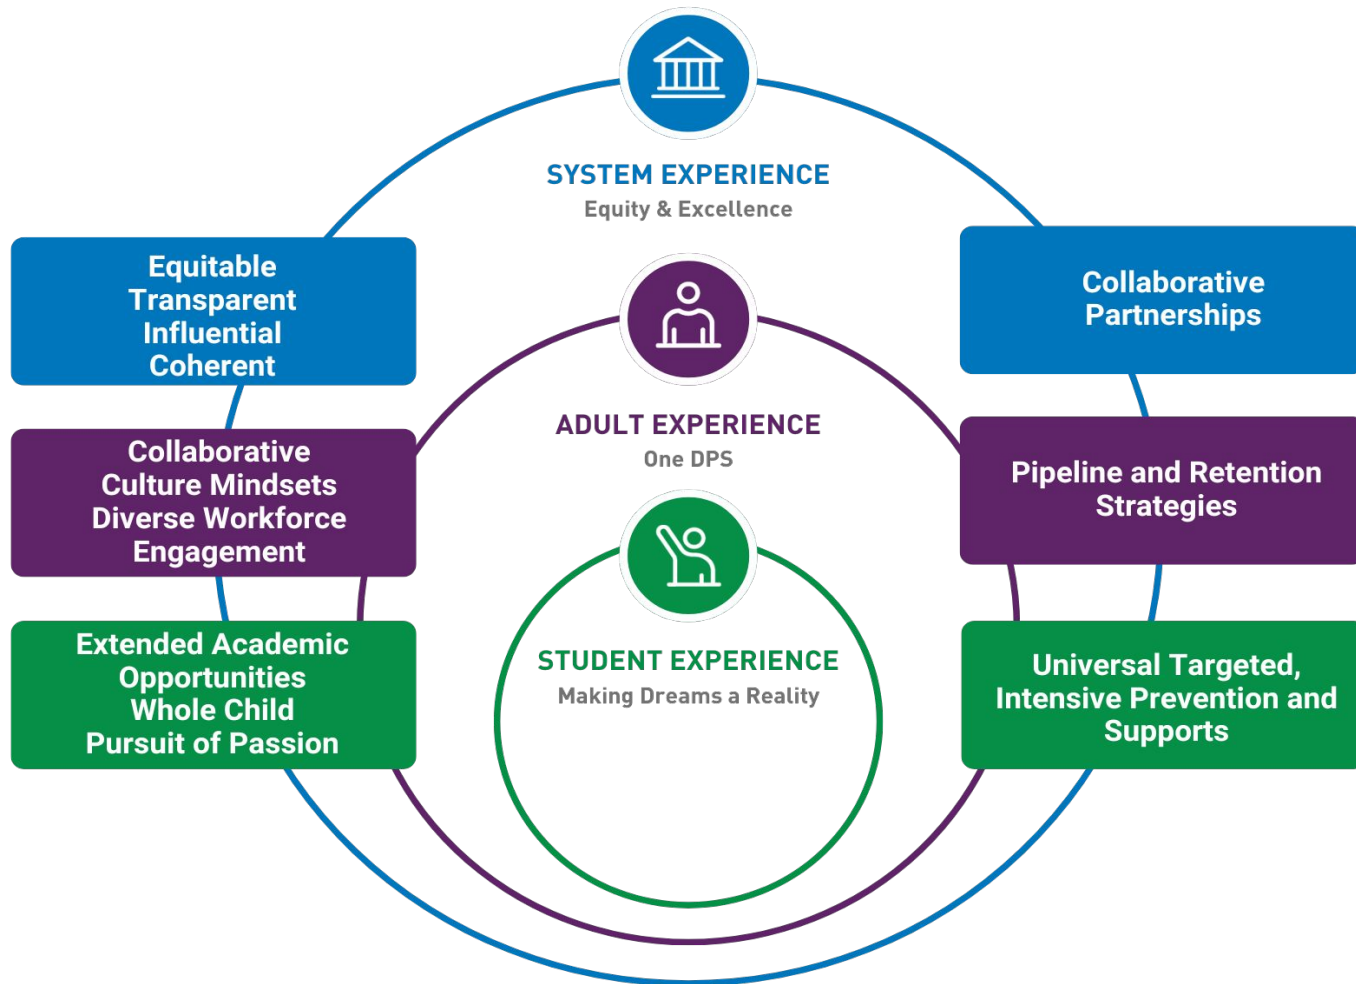 SYSTEM EXPERIENCE
Equity & Excellence
Equitable
Transparent
Influential
Coherent
Collaborative
Partnerships
ADULT EXPERIENCE
One DPS
Collaborative
Culture Mindsets
Diverse Workforce
Engagement
Pipeline and Retention
Strategies
STUDENT EXPERIENCE
Making Dreams a Reality
Extended Academic
Opportunities
Whole Child
Pursuit of Passion
Universal Targeted,
Intensive Prevention and
Supports